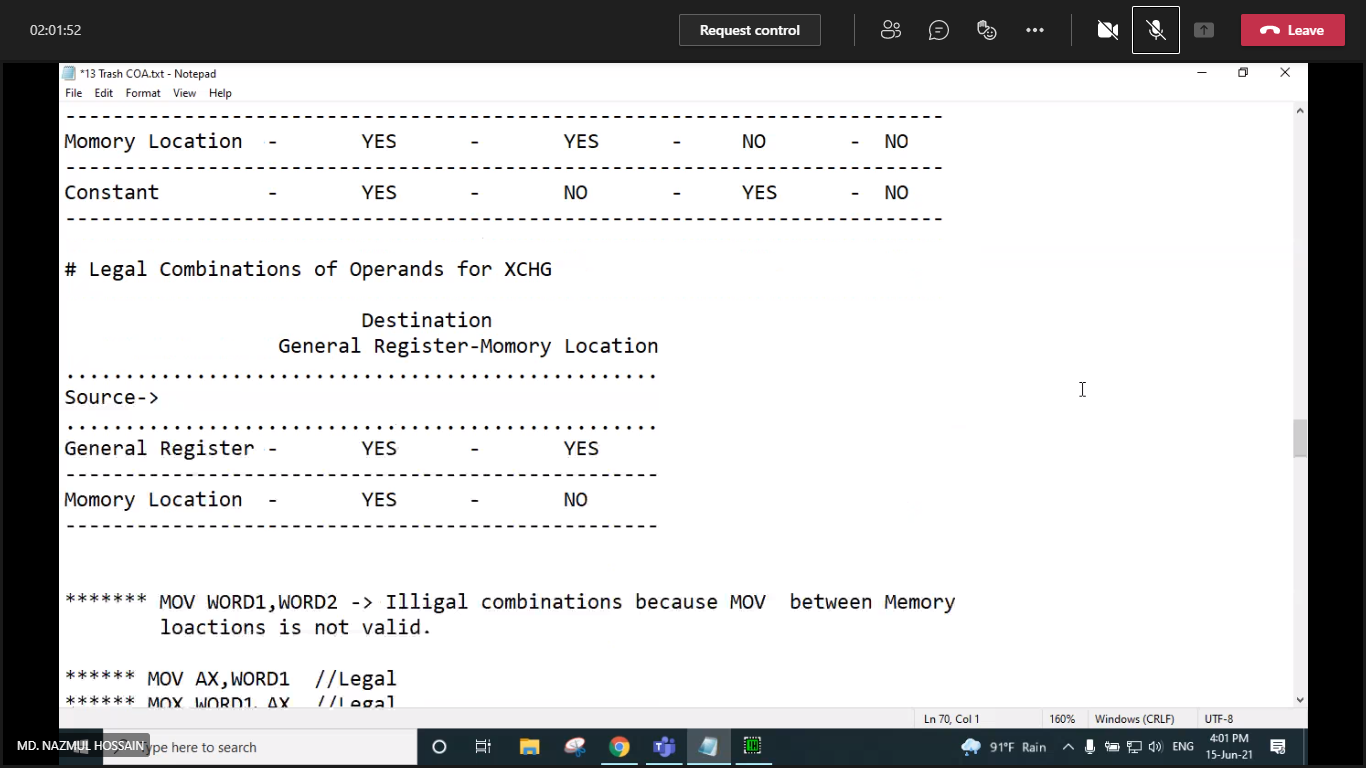 02:01:52
Request control
Leave
*13 Trash COA.txt - Notepad
File Edit Format View Help
--------------------------------------------------------------------------
Momory Location - YES - YES - NO - NO
--------------------------------------------------------------------------
Constant - YES - NO - YES - NO
--------------------------------------------------------------------------
# Legal Combinations of Operands for XCHG
Destination
General Register-Momory Location
..................................................
Source->
..................................................
General Register - YES - YES
--------------------------------------------------
Momory Location - YES - NO
--------------------------------------------------
******* MOV WORD1,WORD2 -> Illigal combinations because MOV between Memory
loactions is not valid.
****** MOV AX,WORD1 //Legal
****** MOX WORD1,AX //Legal
Ln 70, Col 1 160% Windows (CRLF) UTF-8
MD. NAZMUL HOSSAIN
ype here to search
91°F Rain
ENG
4:01 PM
15-Jun-21